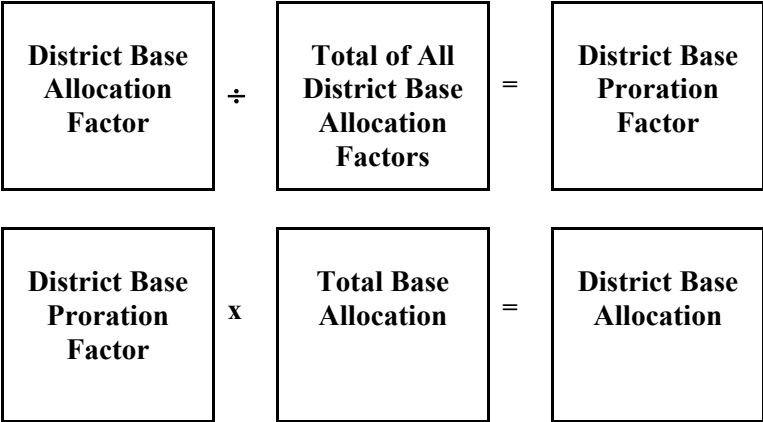 District Base
Allocation
Factor
÷
Total of All
District Base
Allocation
Factors
=
District Base
Proration
Factor
District Base
Proration
Factor
x
Total Base
Allocation
=
District Base
Allocation